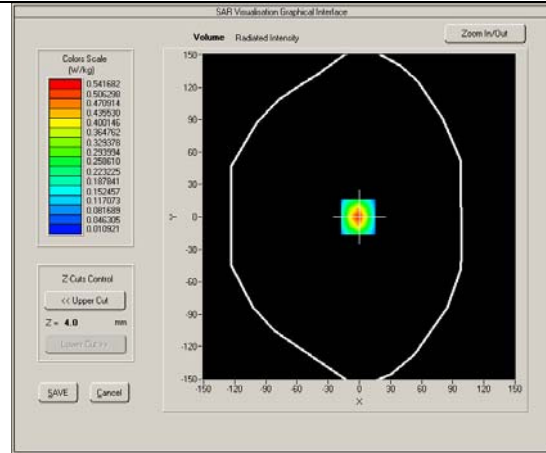 SAR Visualisation Graphical Interface
Volume Radiated Intensity
Zoom In/Out
Colors Scale
(W/kg)
0.541682
0.506298
0.470914
0.435530
0.400146
0.364762
0.329378
0.293994
0.258610
0.223225
0.187841
0.152457
0.117073
0.081689
0.046305
0.010921
Z Cuts Control
<< Upper Cut
Z = 4.0 mm
Lower Cut >>
SAVE
Cancel
150
120
90
60
30
0
-30
-60
-90
-120
-150
Y
-150 -120 -90 -60 -30 0 30 60 90 120 150
X